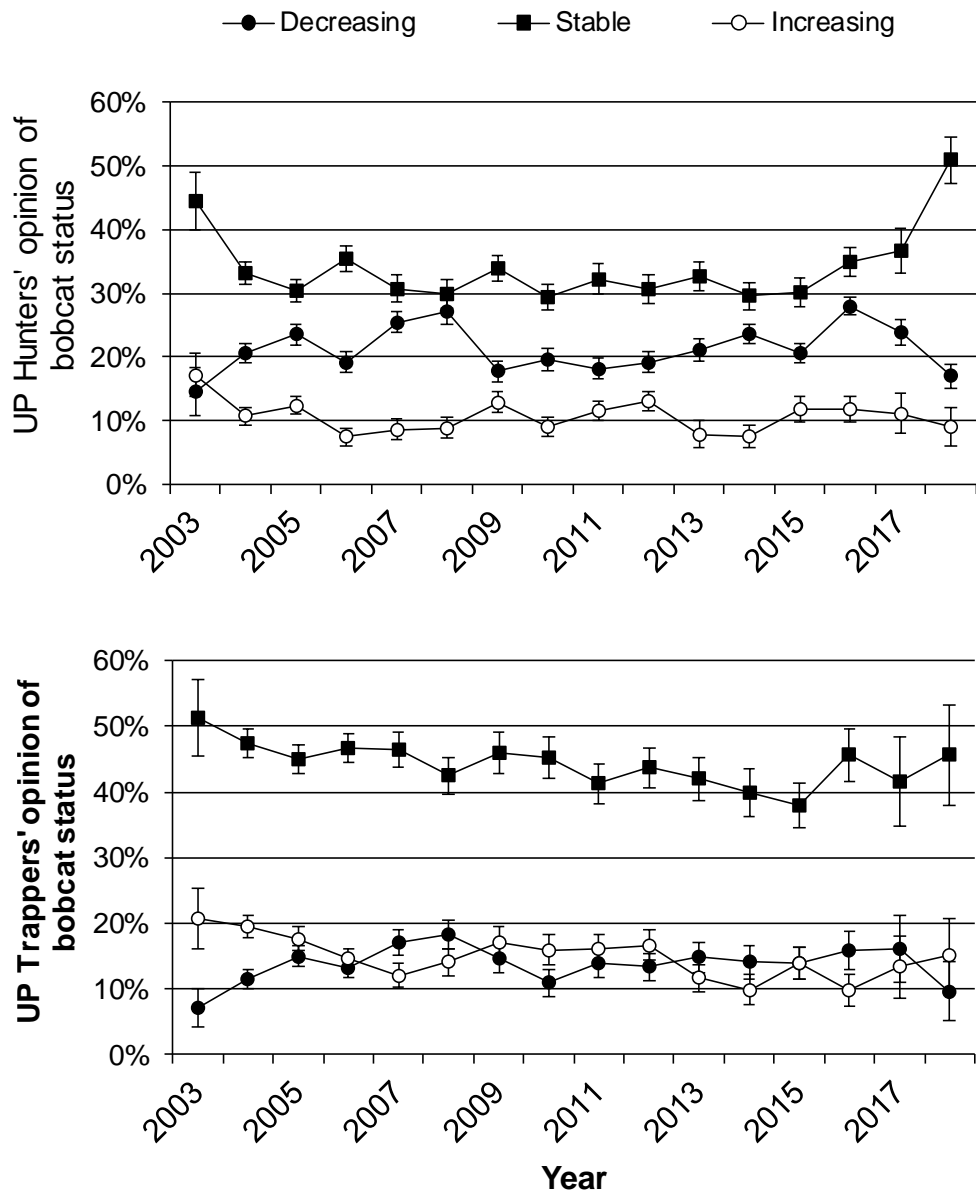 Decreasing Stable Increasing
UP Hunters' opinion of
bobcat status
60%
50%
40%
30%
20%
10%
0%
2003 2005 2007 2009 2011 2013 2015 2017
UP Trappers' opinion of
bobcat status
60%
50%
40%
30%
20%
10%
0%
2003 2005 2007 2009 2011 2013 2015 2017
Year